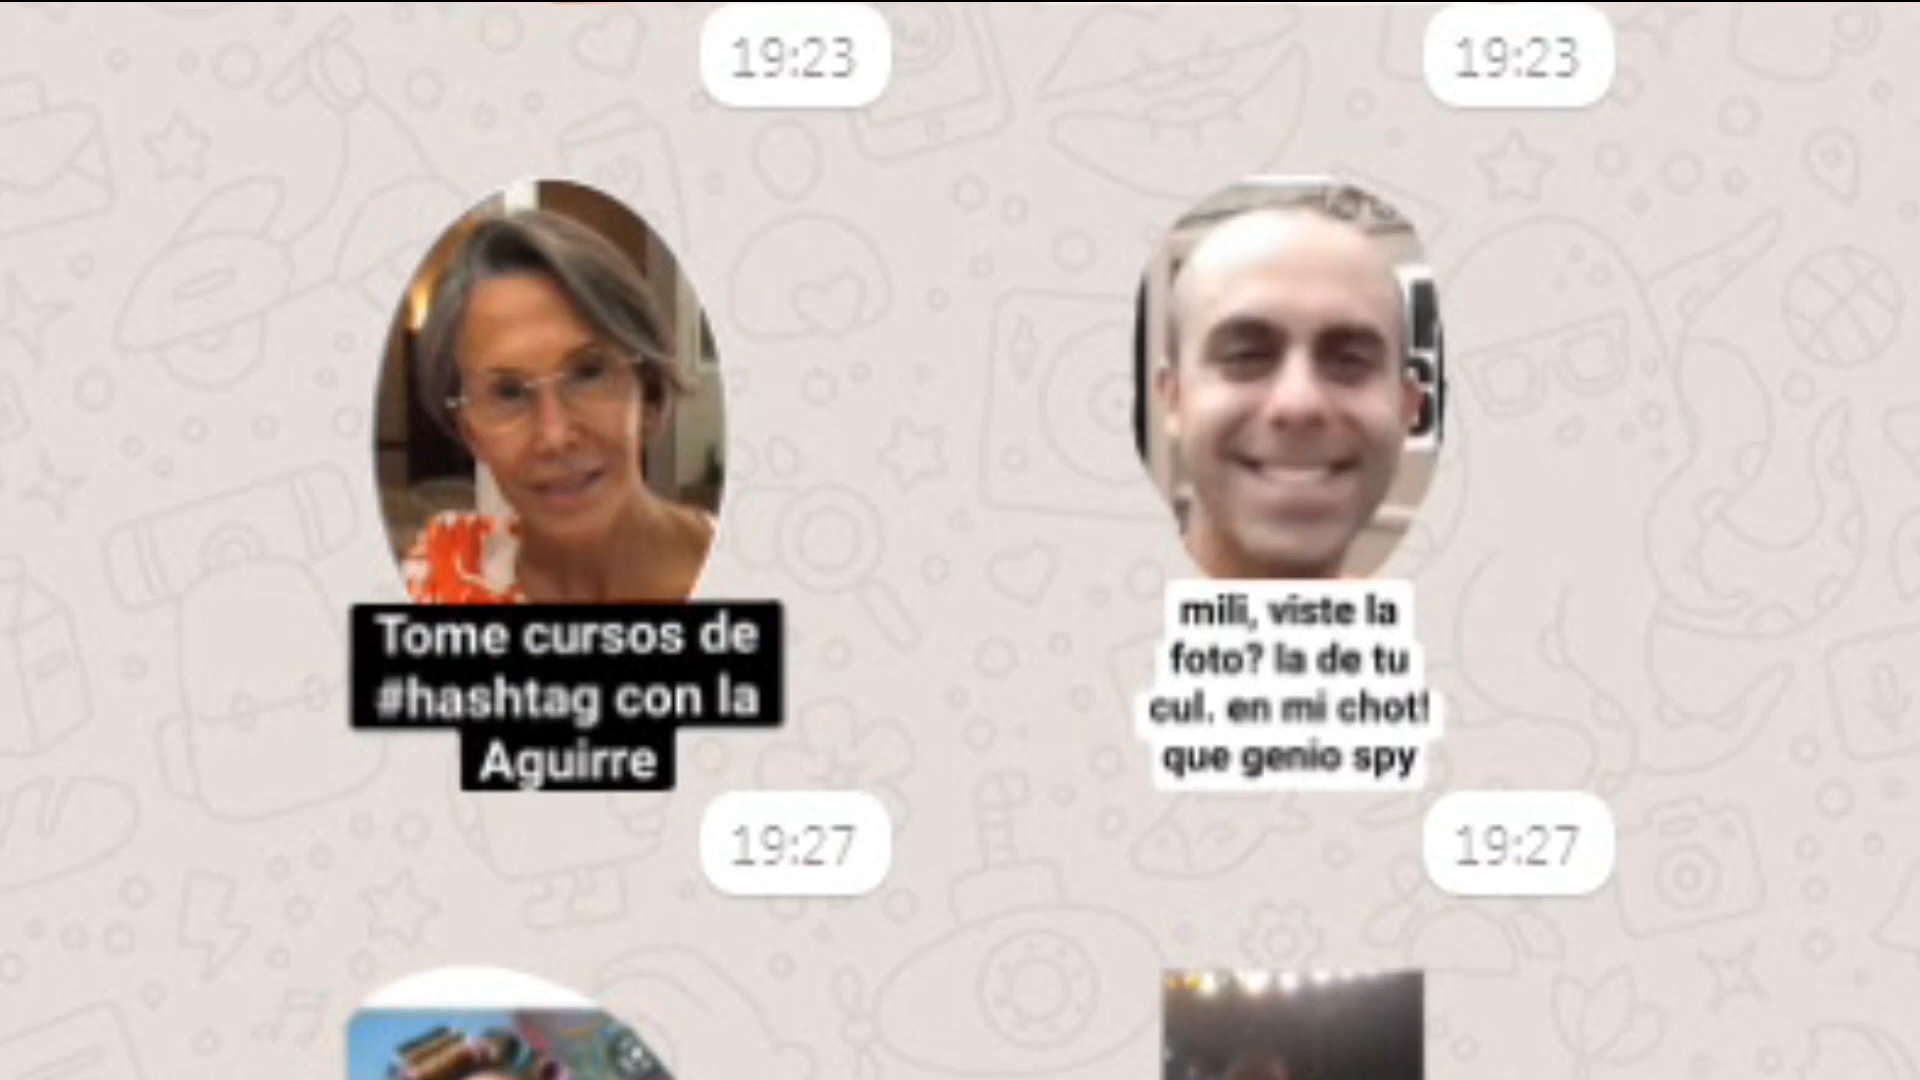 19:23
19:23
Tome cursos de
#hashtag con la
Aguirre
mili, viste la
foto? la de tu
cul. en mi chot!
que genio spy
19:27
19:27